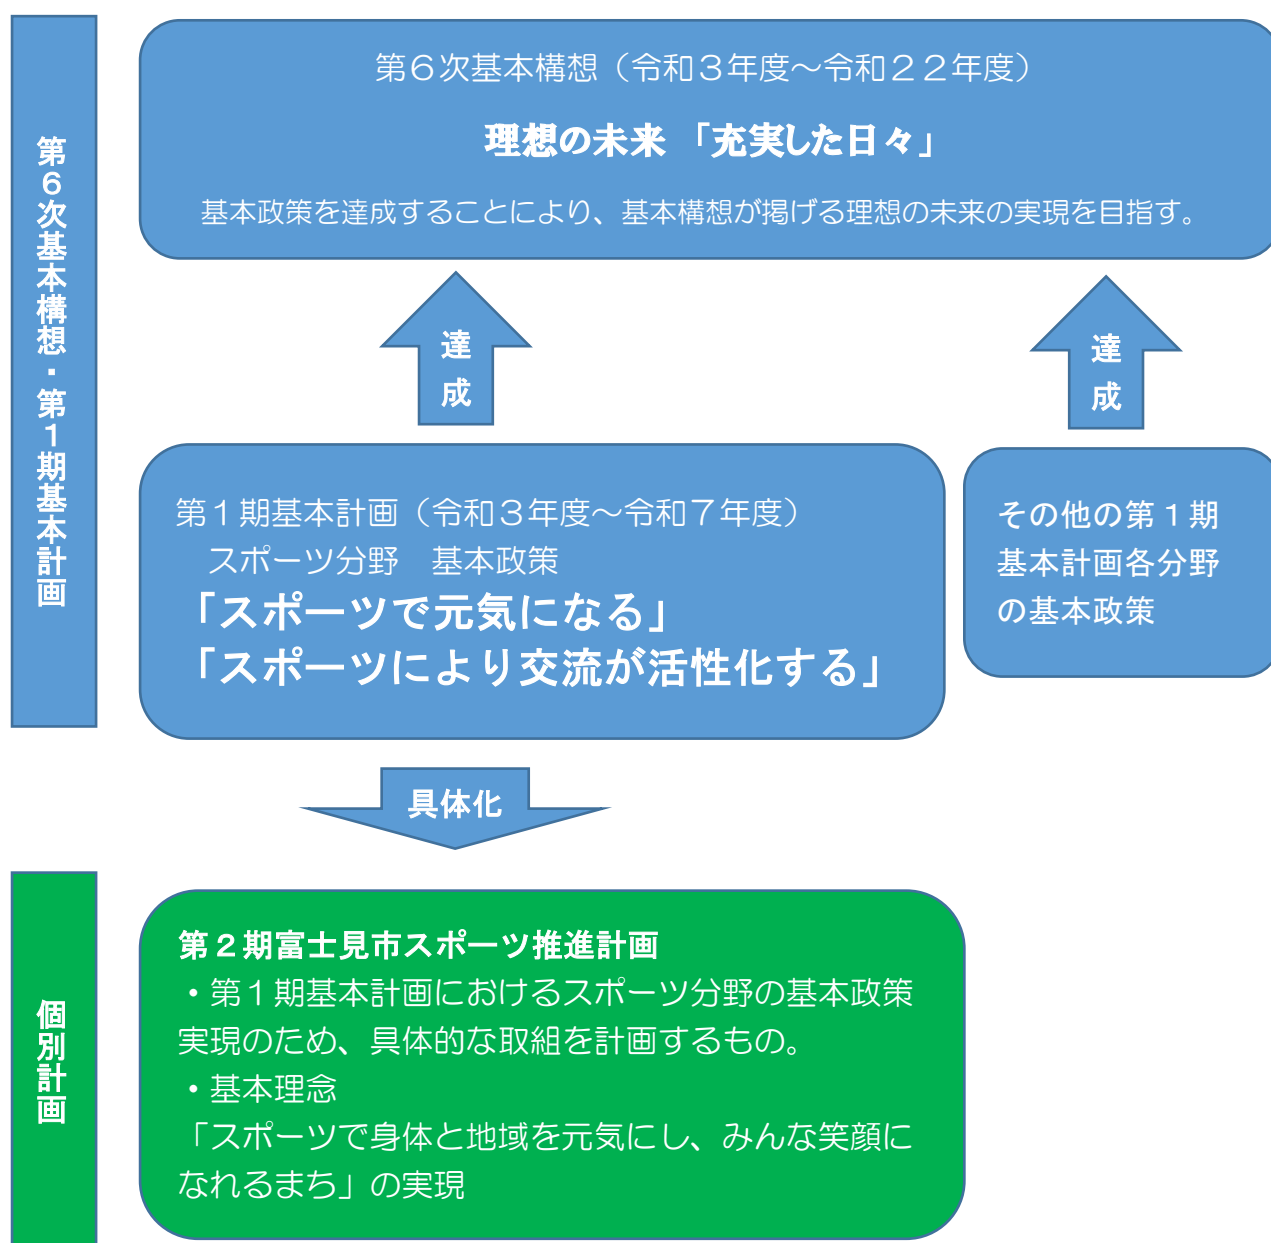 第６次基本構想・第１期基本計画
第６次基本構想（令和３年度～令和２２年度）
理想の未来 「充実した日々」
基本政策を達成することにより、基本構想が掲げる理想の未来の実現を目指す。
達
成
達
成
第１期基本計画（令和３年度～令和７年度）
スポーツ分野　基本政策
「スポーツで元気になる」
「スポーツにより交流が活性化する」
その他の第１期
基本計画各分野
の基本政策
具体化
個別計画
第２期富士見市スポーツ推進計画
・第１期基本計画におけるスポーツ分野の基本政策
実現のため、具体的な取組を計画するもの。
・基本理念
「スポーツで身体と地域を元気にし、みんな笑顔に
なれるまち」の実現